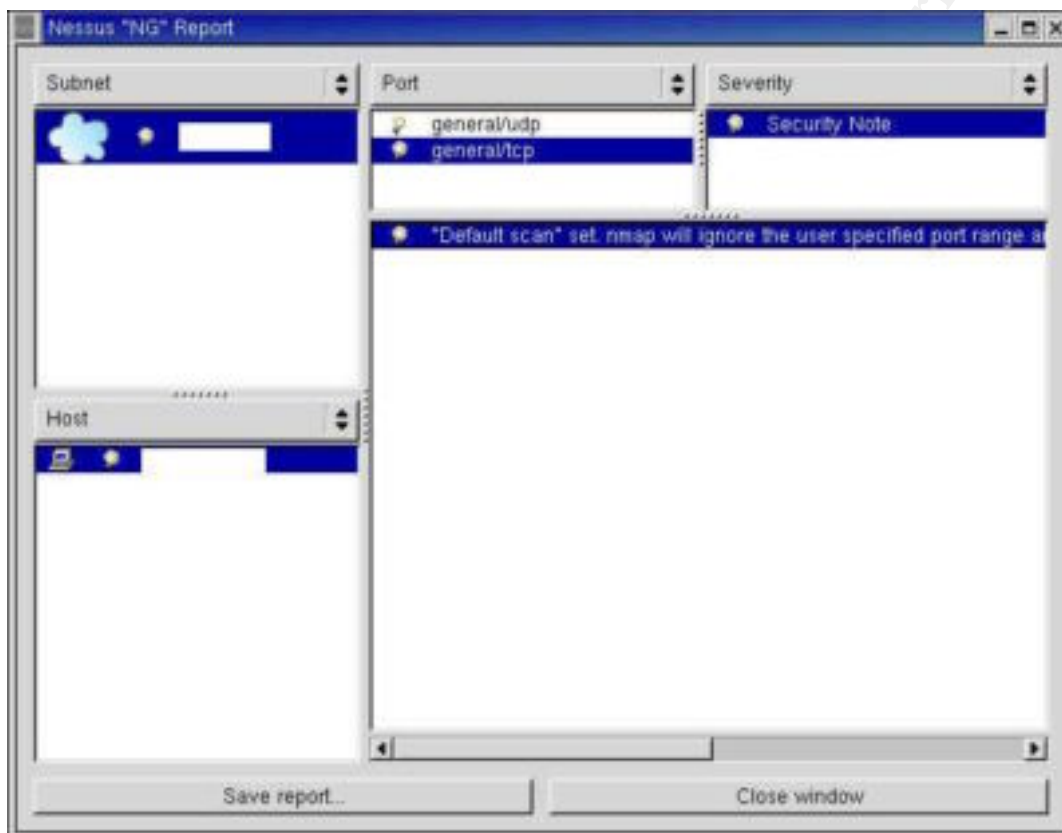 Nessus "NG" Report
Subnet
Port
Severity
general/udp
general/tcp
Security Note
"Default scan" set. nmap will ignore the user specified port range a
Host
Save report...
Close window